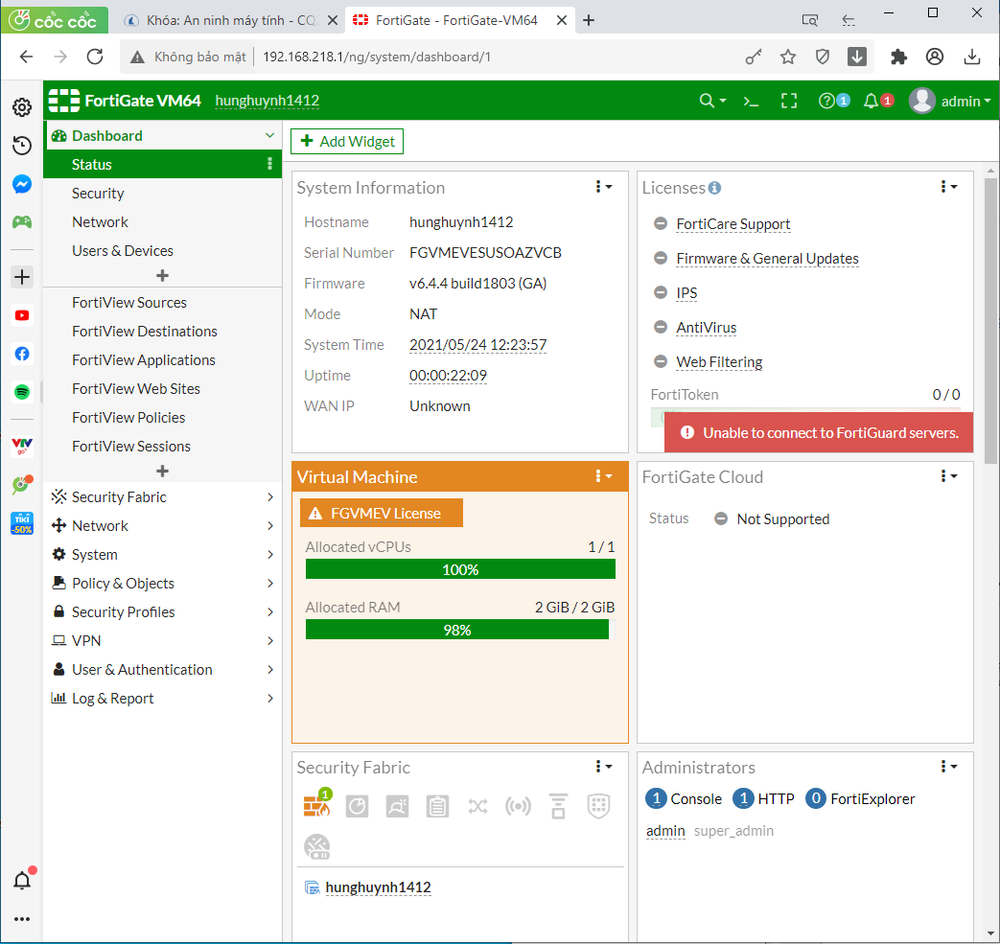 cốc cốc
Khóa: An ninh máy tính - CQ
FortiGate - FortiGate-VM64
Không bảo mật
192.168.218.1/ng/system/dashboard/1
FortiGate VM64
hunghuynh1412
1
1
admin
Dashboard
Status
Security
Network
Users & Devices
FortiView Sources
FortiView Destinations
FortiView Applications
FortiView Web Sites
FortiView Policies
FortiView Sessions
Security Fabric
Network
System
Policy & Objects
Security Profiles
VPN
User & Authentication
Log & Report
VTV
go
TIKI
-50%
Add Widget
System Information
Hostname hunghuynh1412
Serial Number FGVMEVESUSOAZVCB
Firmware v6.4.4 build1803 (GA)
Mode NAT
System Time 2021/05/24 12:23:57
Uptime 00:00:22:09
WAN IP Unknown
Licenses
FortiCare Support
Firmware & General Updates
IPS
AntiVirus
Web Filtering
FortiToken 0 / 0
Unable to connect to FortiGuard servers.
Virtual Machine
FGVMEV License
Allocated vCPUs 1 / 1
100%
Allocated RAM 2 GiB / 2 GiB
98%
FortiGate Cloud
Status Not Supported
Security Fabric
1
hunghuynh1412
Administrators
1 Console 1 HTTP 0 FortiExplorer
admin super_admin